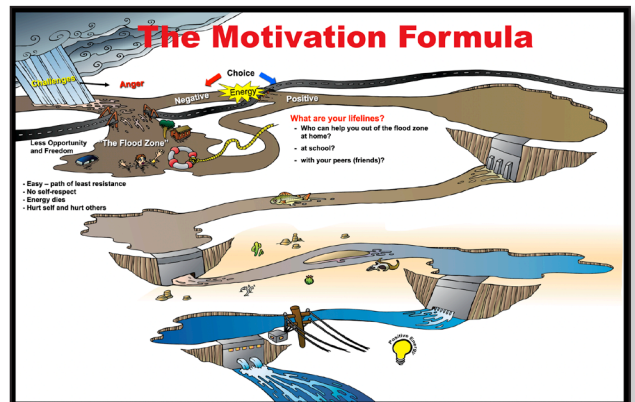 The Motivation Formula
Challenges
Anger
Choice
Negative
Energy
Positive
Less Opportunity
and Freedom
"The Flood Zone"
What are your lifelines?
- Who can help you out of the flood zone
at home?
- at school?
- with your peers (friends)?
- Easy – path of least resistance
- No self-respect
- Energy dies
- Hurt self and hurt others
Positive Energy